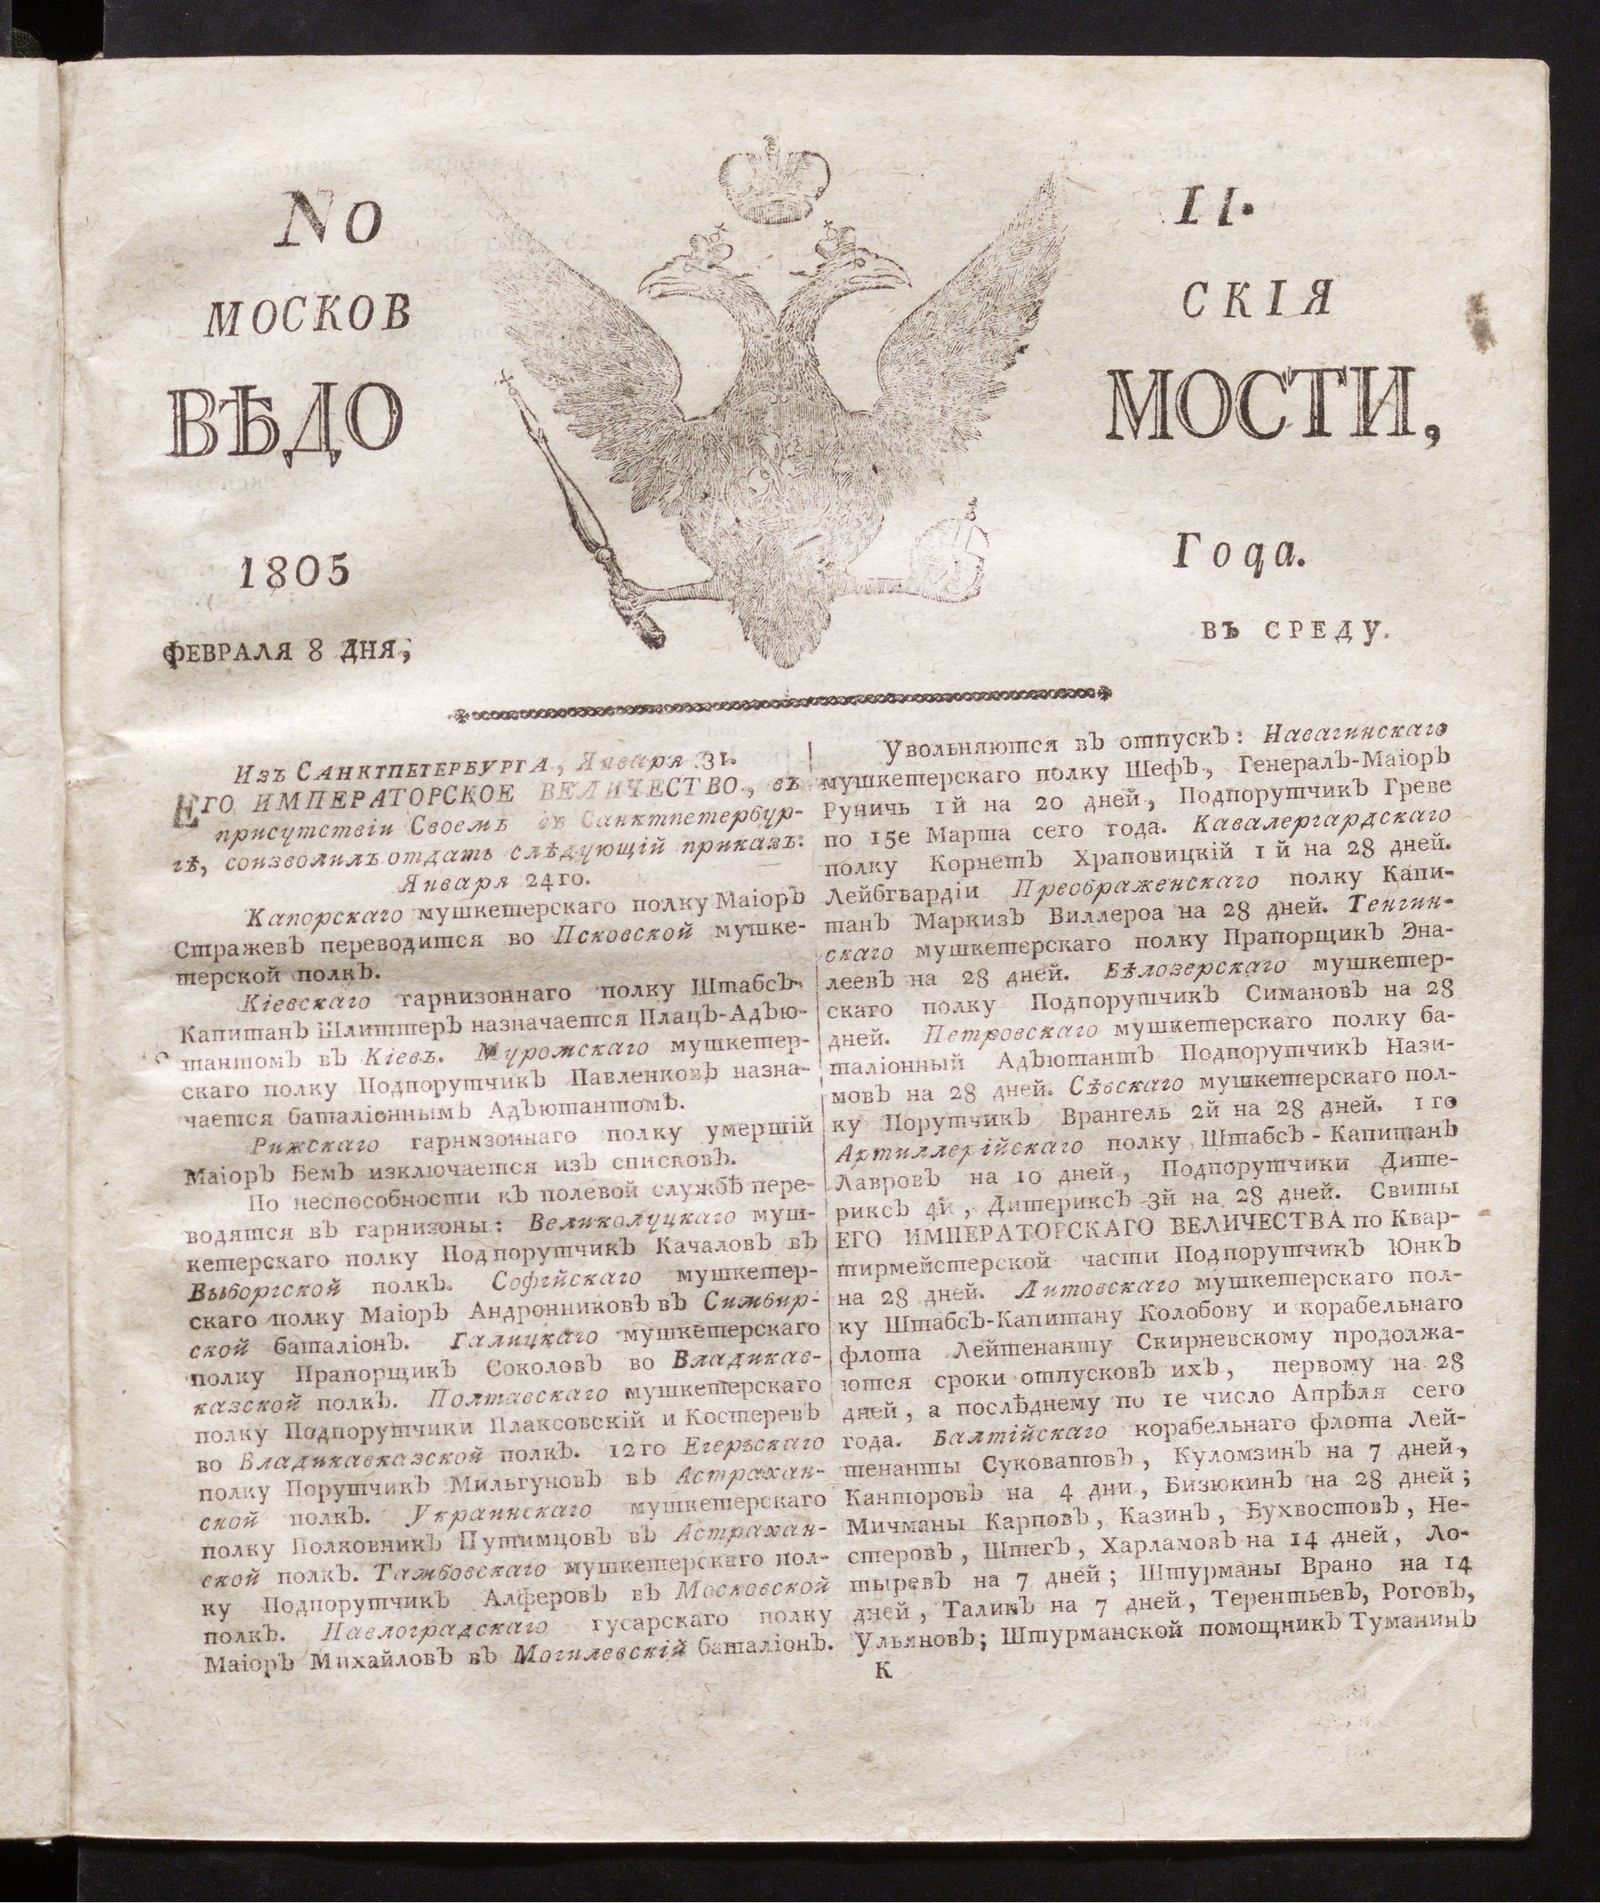 No 11.
МОСКОВ СКІЯ
ВѢДО МОСТИ,
1805 Года.
ФЕВРАЛЯ 8 ДНЯ, ВЪ СРЕДУ.
Изъ САНКТПЕТЕРБУРГА, Января 31.
ЕГО ИМПЕРАТОРСКОЕ ВЕЛИЧЕСТВО, въ
присутствіи Своемъ въ Санктпетербур-
гѣ, соизволилъ отдать слѣдующій приказъ:
Января 24го.
Капорскаго мушкетерскаго полку Маіоръ
Стражевъ переводится во Псковской мушке-
терской полкъ.
Кіевскаго гарнизоннаго полку Штабсъ-
Капитанъ Шлиттеръ назначается Плацъ-Адъю-
тантомъ въ Кіевъ. Муромскаго мушкетер-
скаго полку Подпорутчикъ Павленковъ назна-
чается баталіоннымъ Адъютантомъ.
Рижскаго гарнизоннаго полку умершій
Маіоръ Бемъ изключается изъ списковъ.
По неспособности къ полевой службѣ пере-
водятся въ гарнизоны: Великолуцкаго муш-
кетерскаго полку Подпорутчикъ Качаловъ въ
Выборгской полкъ. Софійскаго мушкетер-
скаго полку Маіоръ Андронниковъ въ Симбир-
ской баталіонъ. Галицкаго мушкетерскаго
полку Прапорщикъ Соколовъ во Владикав-
казской полкъ. Полтавскаго мушкетерскаго
полку Подпорутчики Плаксовскій и Костеревъ
во Владикавказской полкъ. 12го Егерьскаго
полку Порутчикъ Мильгуновъ въ Астрахан-
ской полкъ. Украинскаго мушкетерскаго
полку Полковникъ Путимцовъ въ Астрахан-
ской полкъ. Тамбовскаго мушкетерскаго пол-
ку Подпорутчикъ Алферовъ въ Московской
полкъ. Павлоградскаго гусарскаго полку
Маіоръ Михайловъ въ Могилевскій баталіонъ.
Увольняются въ отпускъ: Навагинскаго
мушкетерскаго полку Шефъ, Генералъ-Маіоръ
Руничь 1й на 20 дней, Подпорутчикъ Греве
по 15е Марта сего года. Кавалергардскаго
полку Корнетъ Храповицкій 1 й на 28 дней.
Лейбгвардіи Преображенскаго полку Капи-
танъ Маркизъ Виллероа на 28 дней. Тенгин-
скаго мушкетерскаго полку Прапорщикъ Эна-
леевъ на 28 дней. Бѣлозерскаго мушкетер-
скаго полку Подпорутчикъ Симановъ на 28
дней. Петровскаго мушкетерскаго полку ба-
таліонный Адъютантъ Подпорутчикъ Нази-
мовъ на 28 дней. Сѣвскаго мушкетерскаго пол-
ку Порутчикъ Врангель 2й на 28 дней. 1го
Артиллерійскаго полку Штабсъ-Капитанъ
Лавровъ на 10 дней, Подпорутчики Дите-
риксъ 4й, Дитериксъ 3й на 28 дней. Свиты
ЕГО ИМПЕРАТОРСКАГО ВЕЛИЧЕСТВА по Квар-
тирмейстерской части Подпорутчикъ Юнкъ
на 28 дней. Литовскаго мушкетерскаго пол-
ку Штабсъ-Капитану Колобову и корабельнаго
флота Лейтенанту Скирневскому продолжа-
ются сроки отпусковъ ихъ, первому на 28
дней, а послѣднему по 1е число Апрѣля сего
года. Балтійскаго корабельнаго флота Лей-
тенанты Суковатовъ, Куломзинъ на 7 дней,
Канторовъ на 4 дни, Бизюкинъ на 28 дней;
Мичманы Карповъ, Казинъ, Бухвостовъ, Не-
стеровъ, Штегъ, Харламовъ на 14 дней, Ло-
тыревъ на 7 дней; Штурманы Врано на 14
дней, Таликъ на 7 дней, Терентьевъ, Роговъ,
Ульяновъ; Штурманской помощникъ Туманинъ
К